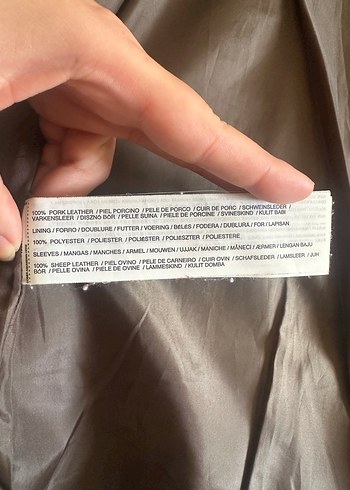 100% PORK LEATHER / PIEL PORCINO / PELE DE PORCO / CUIR DE PORC / SCHWEINSLEDER /
VARKENSLEER / DISZNÓ BŐR / PELLE SUINA / PIELE DE PORCINE / SVINESKIND / KULIT BABI
LINING / FORRO / DOUBLURE / FUTTER / VOERING / BÉLÉS / FODERA / DUBLURA / FOR / LAPISAN
100% POLYESTER / POLIESTER / POLIÉSTER / POLIÉSZTER / POLIESTERE
SLEEVES / MANGAS / MANCHES / ÄRMEL / MOUWEN / UJJAK / MANICHE / MÂNECI / ÆRMER / LENGAN BAJU
100% SHEEP LEATHER / PIEL OVINO / PELE DE CARNEIRO / CUIR OVIN / SCHAFSLEDER / LAMSLEER / JUH
BŐR / PELLE OVINA / PIELE DE OVINE / LAMMESKIND / KULIT DOMBA